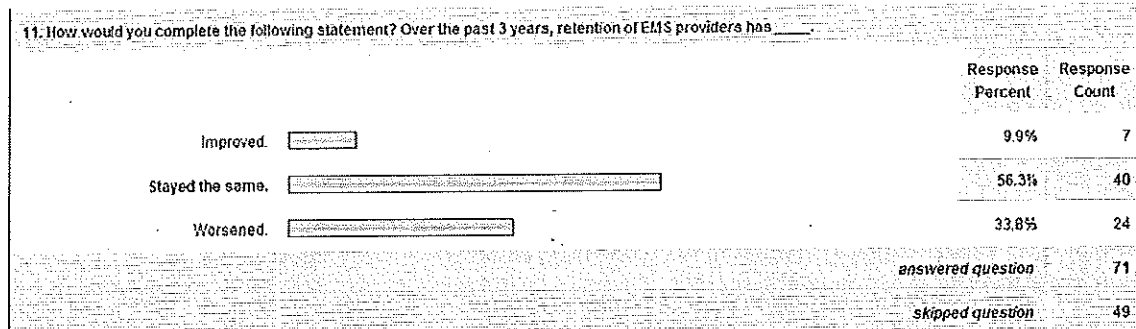 11. How would you complete the following statement? Over the past 3 years, retention of EMS providers has _____.
Response Percent Response Count
Improved. 9.9% 7
Stayed the same. 56.3% 40
Worsened. 33.8% 24
answered question 71
skipped question 49